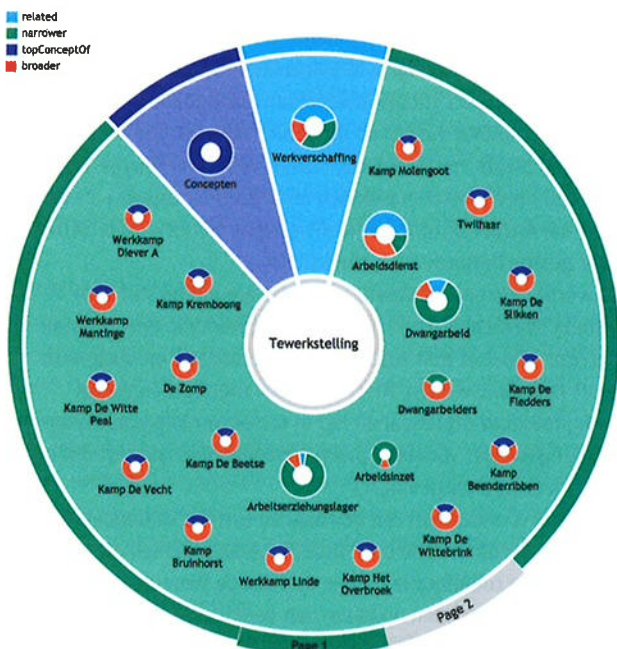 related
narrower
topConceptOf
broader
Concepten
Werkverschaffing
Kamp Molengoot
Twilhaar
Arbeidsdienst
Werkkamp
Diever A
Kamp Kremboong
Werkkamp
Mantinge
Kamp De
Slikken
Dwangarbeid
Tewerkstelling
De Zomp
Kamp De Witte
Peal
Dwangarbeiders
Kamp De
Fledders
Kamp De Beetse
Kamp De Vecht
Arbeitserziehungslager
Arbeidsinzet
Kamp
Beenderribben
Kamp
Bruinhorst
Werkkamp Linde
Kamp Het
Overbroek
Kamp De
Wittebrink
Page 1
Page 2